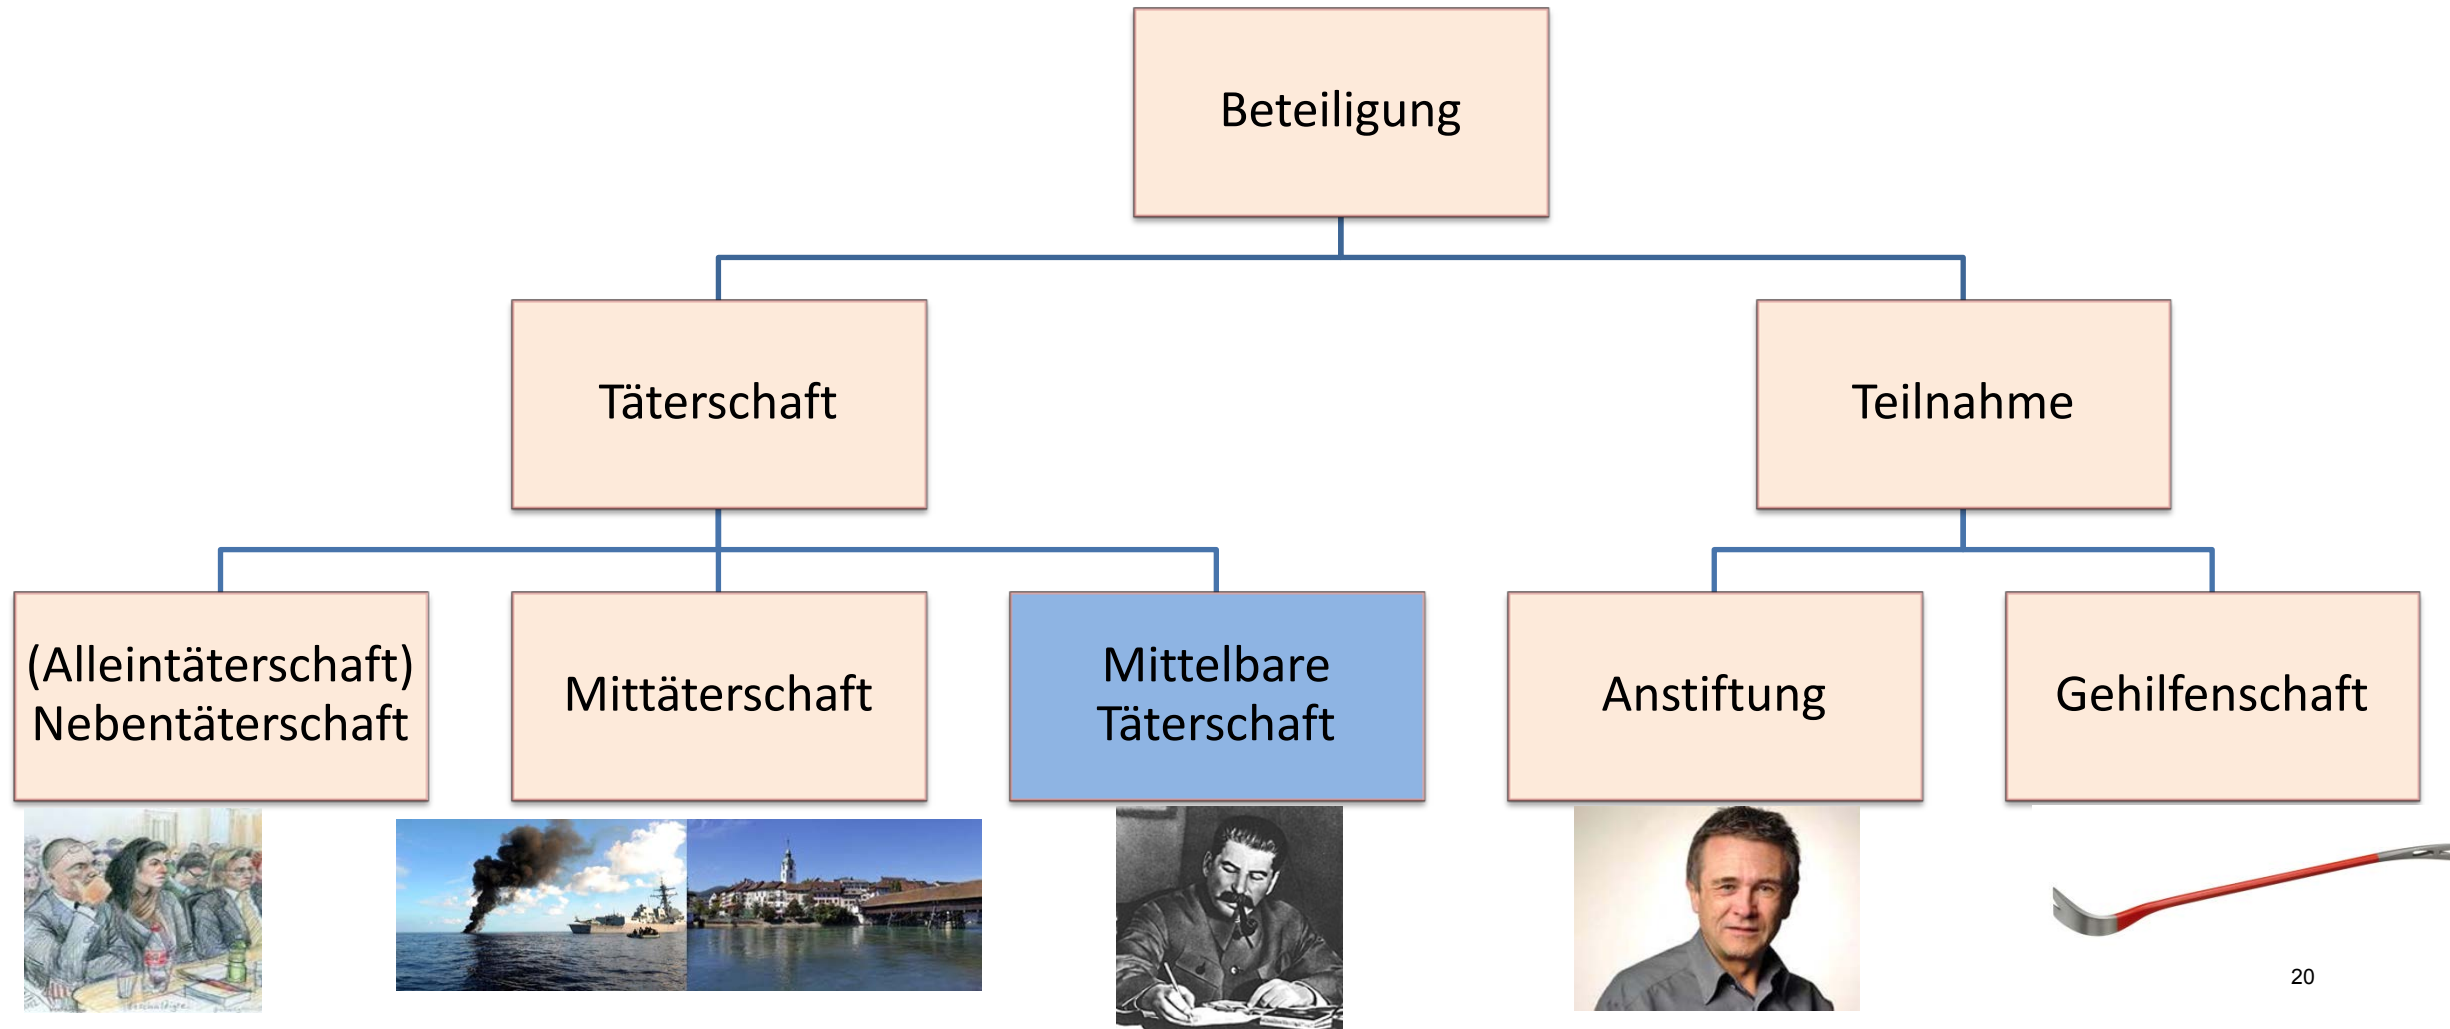 Beteiligung
Täterschaft
Teilnahme
(Alleintäterschaft)
Nebentäterschaft
Mittäterschaft
Mittelbare
Täterschaft
Anstiftung
Gehilfenschaft
20